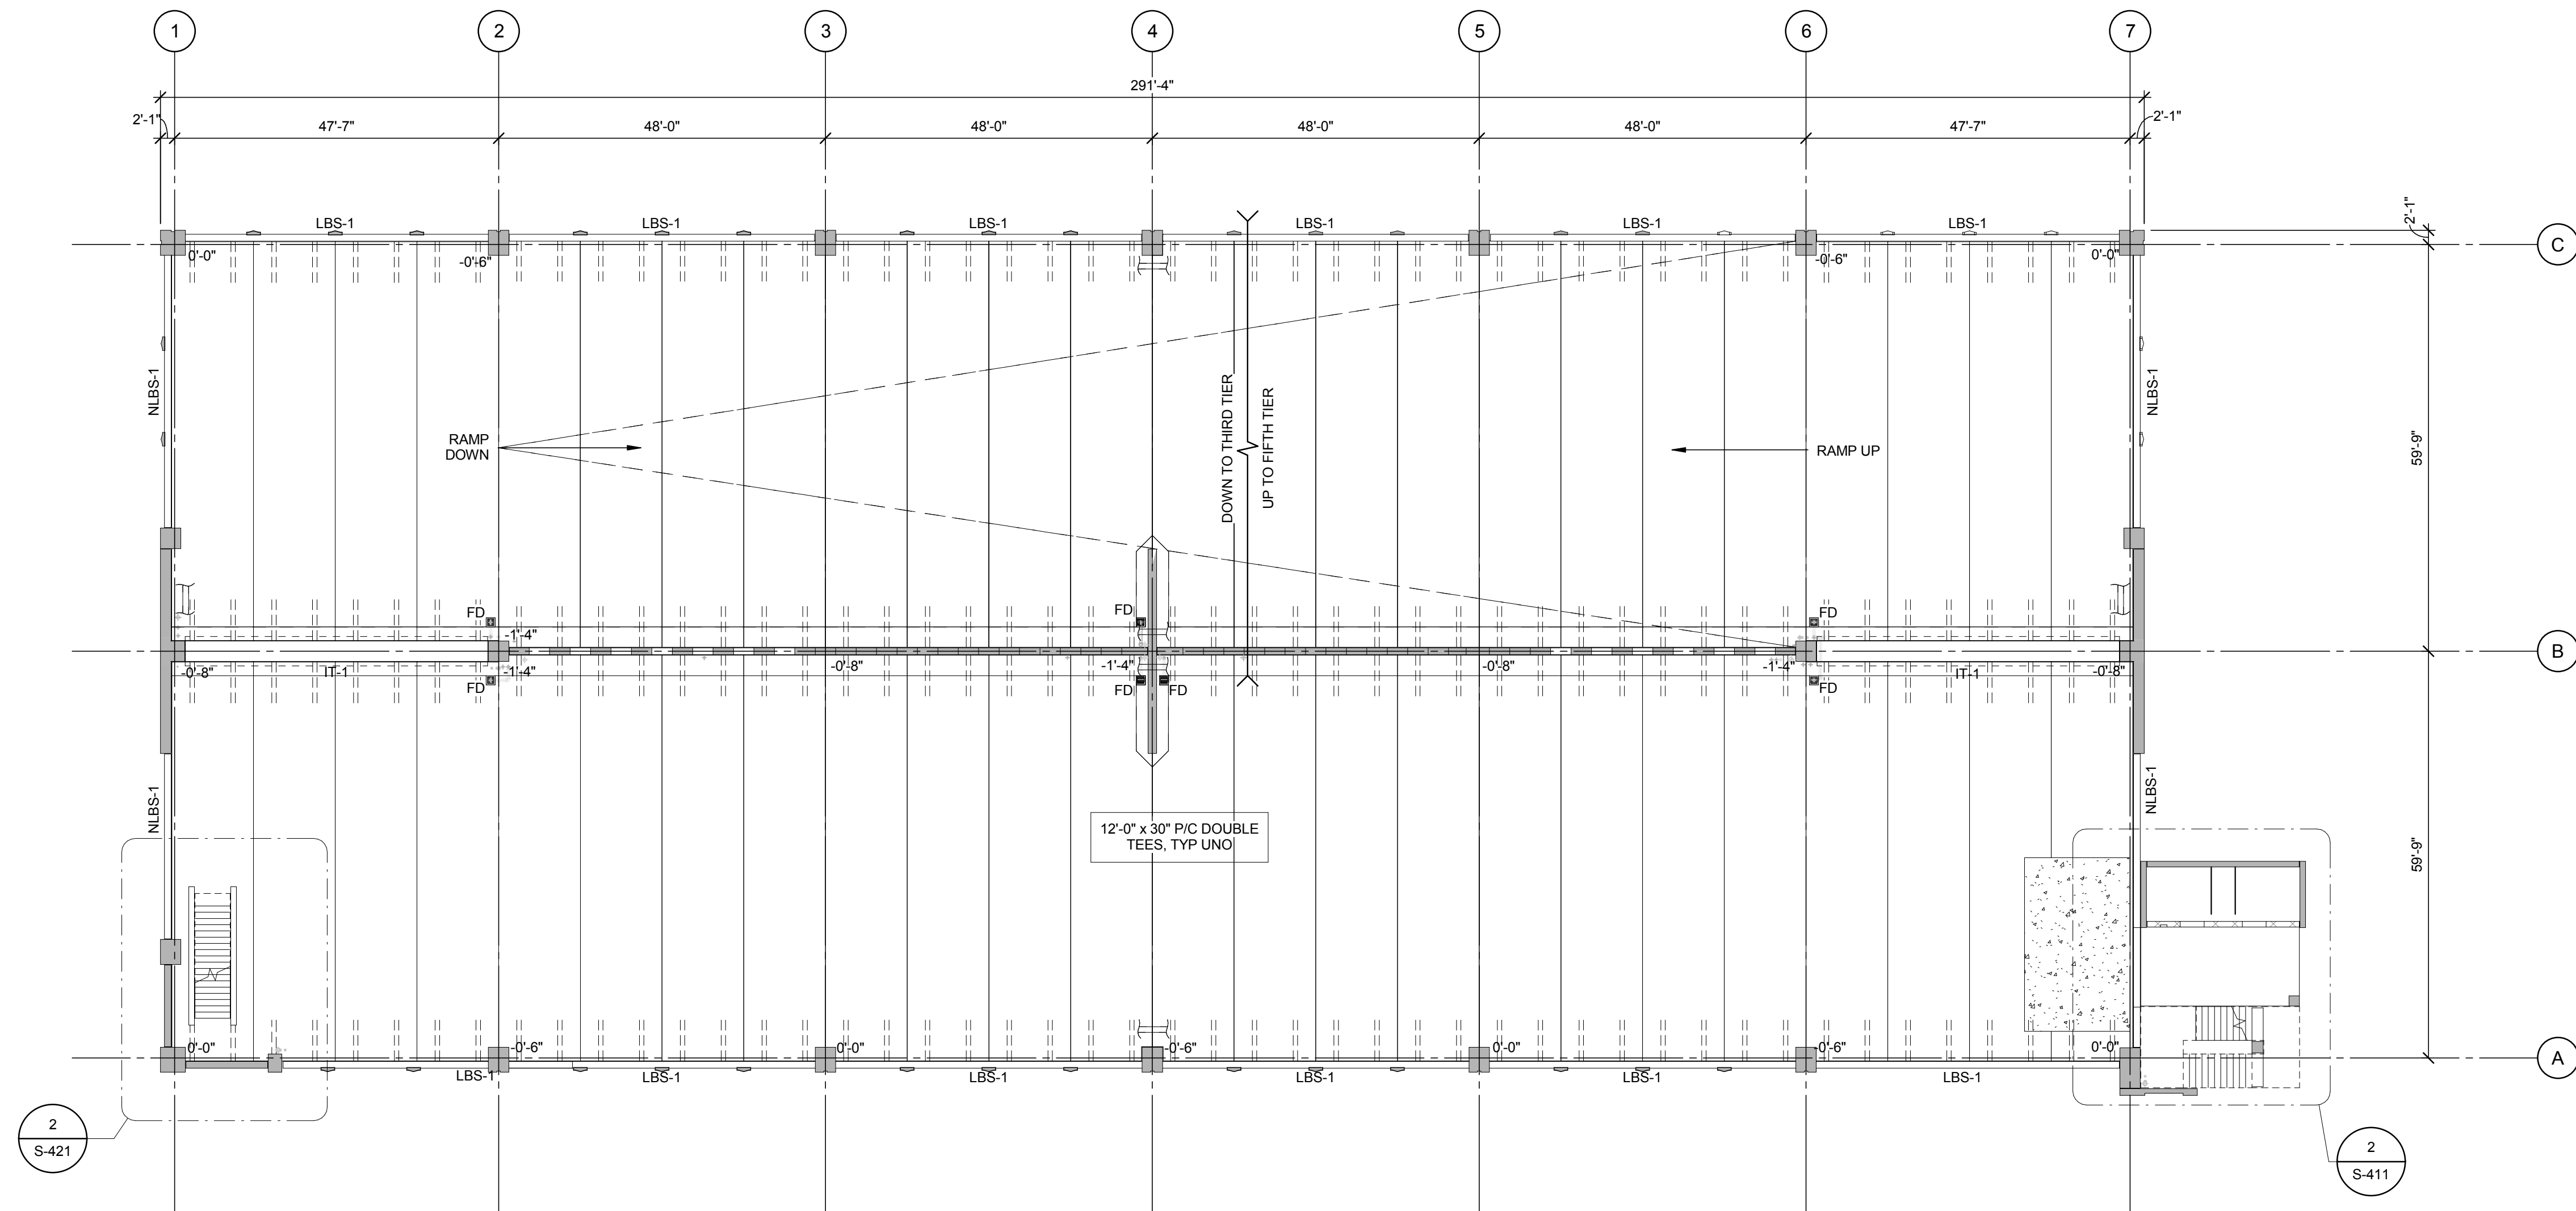 1
2
3
4
5
6
7
291'-4"
2'-1"
47'-7"
48'-0"
48'-0"
48'-0"
48'-0"
47'-7"
2'-1"
2'-1"
LBS-1
LBS-1
LBS-1
LBS-1
LBS-1
LBS-1
C
0'-0"
-0'-6"
-0'-6"
0'-0"
NLBS-1
NLBS-1
DOWN TO THIRD TIER
UP TO FIFTH TIER
RAMP
DOWN
RAMP UP
59'-9"
FD
FD
FD
-1'-4"
B
-0'-8"
IT-1
-1'-4"
-0'-8"
-1'-4"
-0'-8"
-1'-4"
IT-1
-0'-8"
FD
FD
FD
FD
NLBS-1
NLBS-1
12'-0" x 30" P/C DOUBLE
TEES, TYP UNO
59'-9"
0'-0"
-0'-6"
0'-0"
-0'-6"
0'-0"
-0'-6"
0'-0"
A
LBS-1
LBS-1
LBS-1
LBS-1
LBS-1
LBS-1
2
S-421
2
S-411